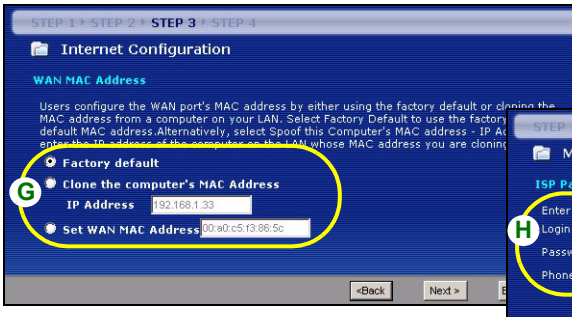 STEP 1 ▸ STEP 2 ▸ STEP 3 ▸ STEP 4
Internet Configuration
WAN MAC Address
Users configure the WAN port's MAC address by either using the factory default or cloning the
MAC address from a computer on your LAN. Select Factory Default to use the factory
default MAC address.Alternatively, select Spoof this Computer's MAC address - IP
enter the IP address of the computer on the LAN whose MAC address you are cloning
Factory default
G
Clone the computer's MAC Address
IP Address 192.168.1.33
Set WAN MAC Address 00:a0:c5:f3:86:5c
<Back
Next >
STEP
ISP
Enter
H
Login
Phone